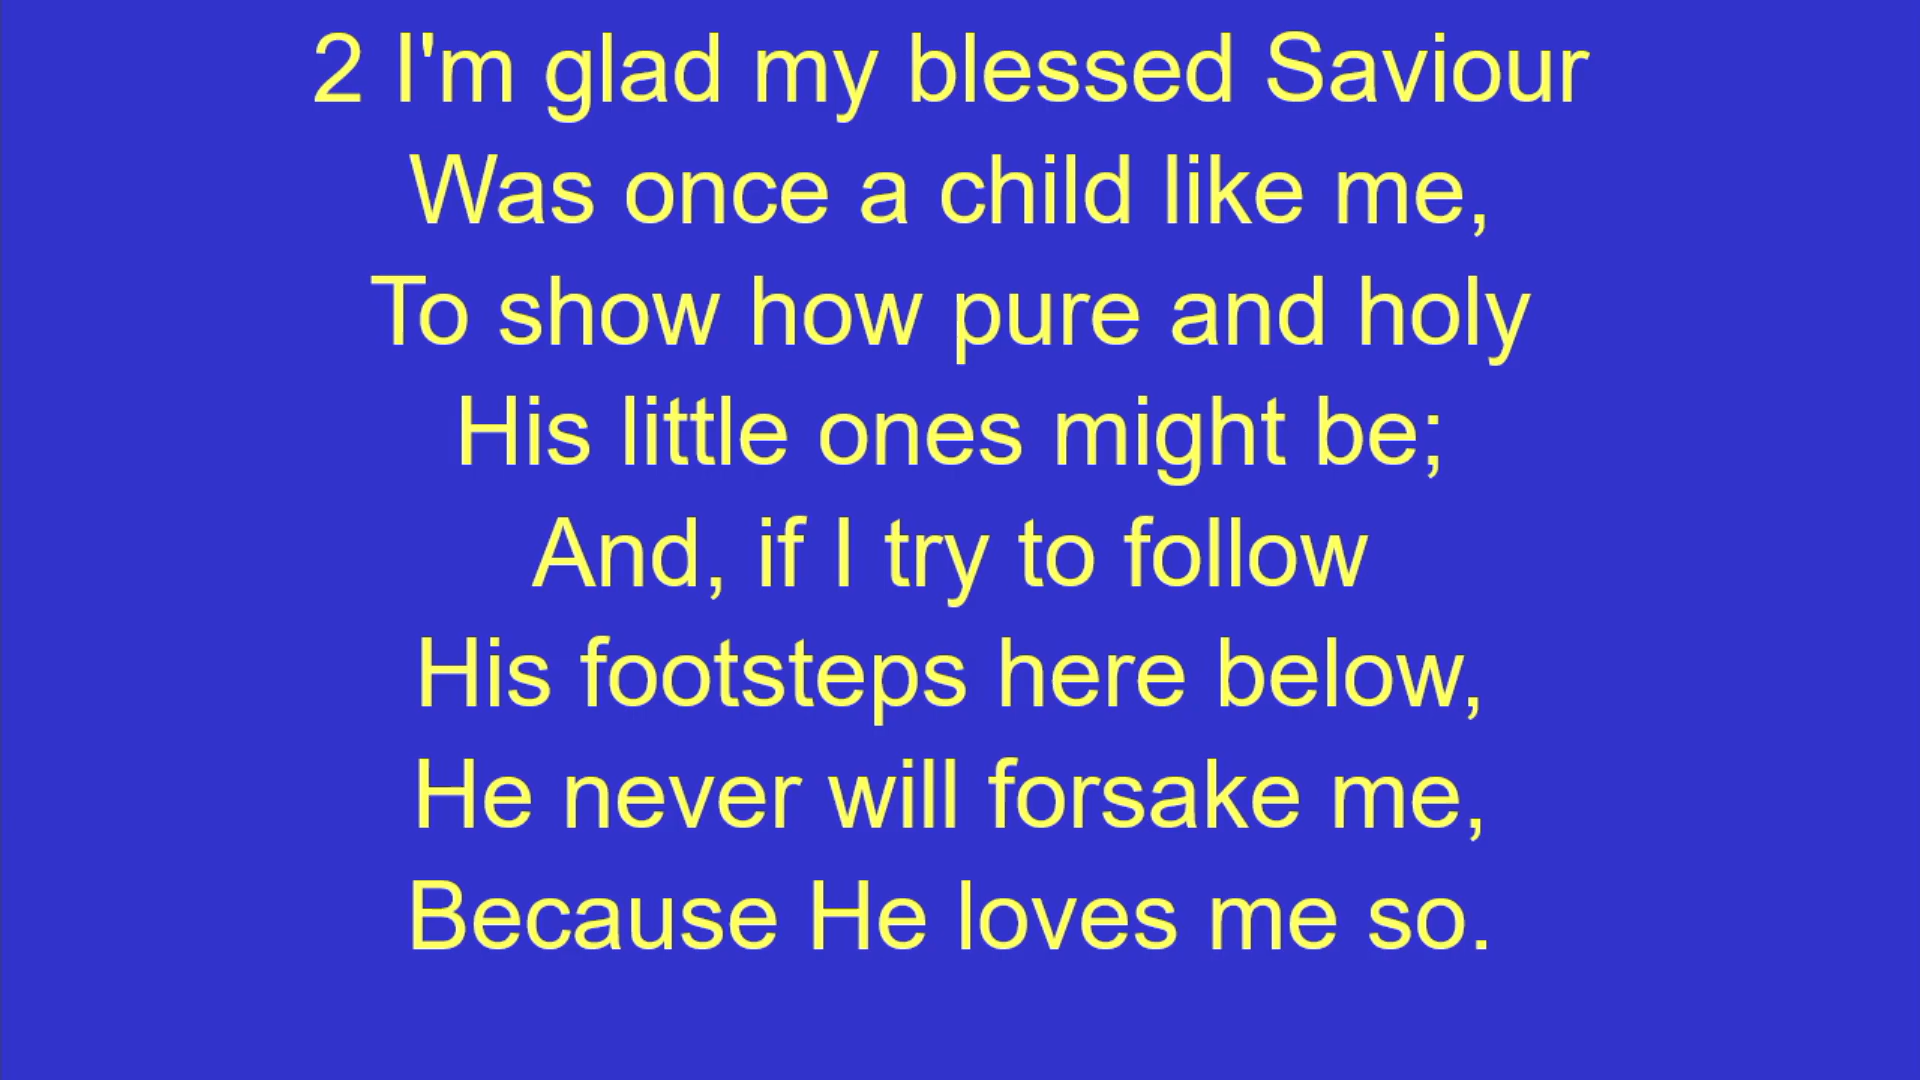 2 I'm glad my blessed Saviour
Was once a child like me,
To show how pure and holy
His little ones might be;
And, if I try to follow
His footsteps here below,
He never will forsake me,
Because He loves me so.